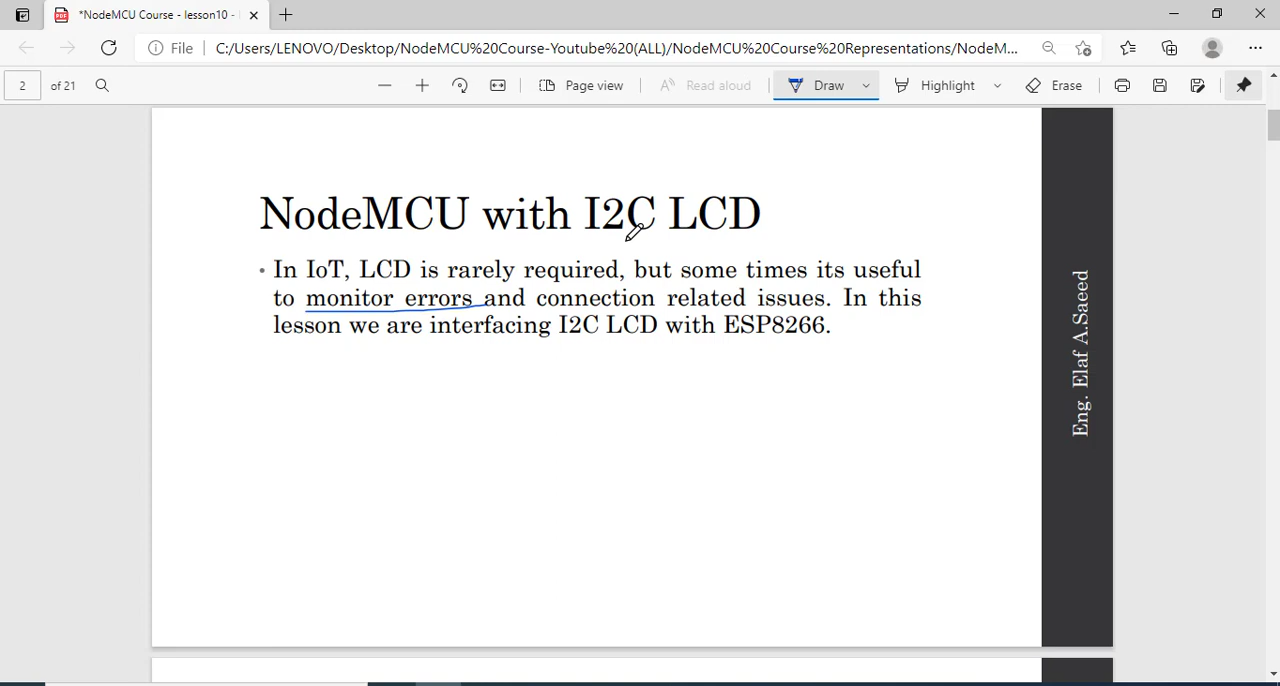 *NodeMCU Course - lesson10 -
File
C:/Users/LENOVO/Desktop/NodeMCU%20Course-Youtube%20(ALL)/NodeMCU%20Course%20Representations/NodeM...
2 of 21
Page view
Read aloud
Draw
Highlight
Erase
NodeMCU with I2C LCD
• In IoT, LCD is rarely required, but some times its useful
to monitor errors and connection related issues. In this
lesson we are interfacing I2C LCD with ESP8266.
Eng. Elaf A.Saeed